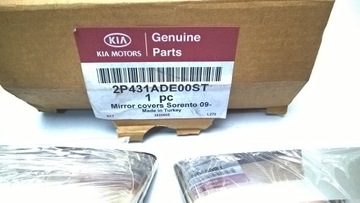 KIA
KIA MOTORS
Genuine
Parts
2P431ADE00ST
1 pc
Mirror covers Sorento 09-
Made in Turkey